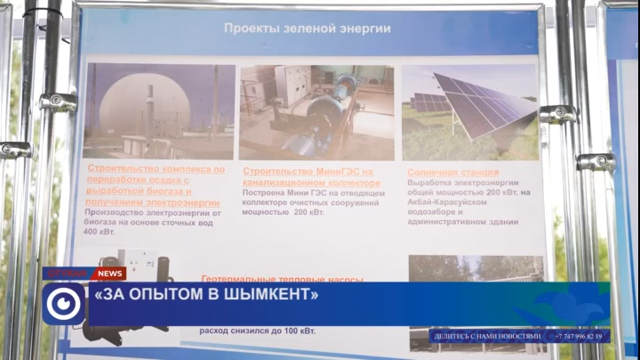 Проекты зеленой энергии
Строительство комплекса по
переработке осадка с
выработкой биогаза и
получением электроэнергии
Производство электроэнергии от
биогаза на основе сточных вод
400 кВт.
Строительство МиниГЭС на
канализационном коллекторе
Построена Мини ГЭС на отводящем
коллекторе очистных сооружений
мощностью 200 кВт.
Солнечная станция
Выработка электроэнергии
общей мощностью 200 кВт. на
Акбай-Карасуйском
водозаборе и
административном здании
Геотермальные тепловые насосы
NEWS
«ЗА ОПЫТОМ В ШЫМКЕНТ»
расход снизился до 100 кВт.
ДЕЛИТЕСЬ С НАМИ НОВОСТЯМИ +7 747 996 82 19